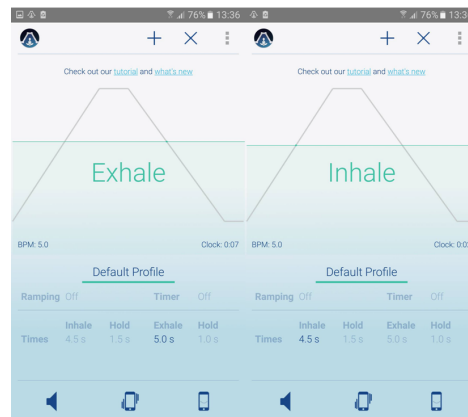 76% 13:36
Check out our tutorial and what's new
Exhale
BPM: 5.0 Clock: 0:07
Default Profile
Ramping Off Timer Off
Inhale Hold Exhale Hold
Times 4.5 s 1.5 s 5.0 s 1.0 s
76% 13:3
Check out our tutorial and what's new
Inhale
BPM: 5.0 Clock: 0:0
Default Profile
Ramping Off Timer Off
Inhale Hold Exhale Hold
Times 4.5 s 1.5 s 5.0 s 1.0 s